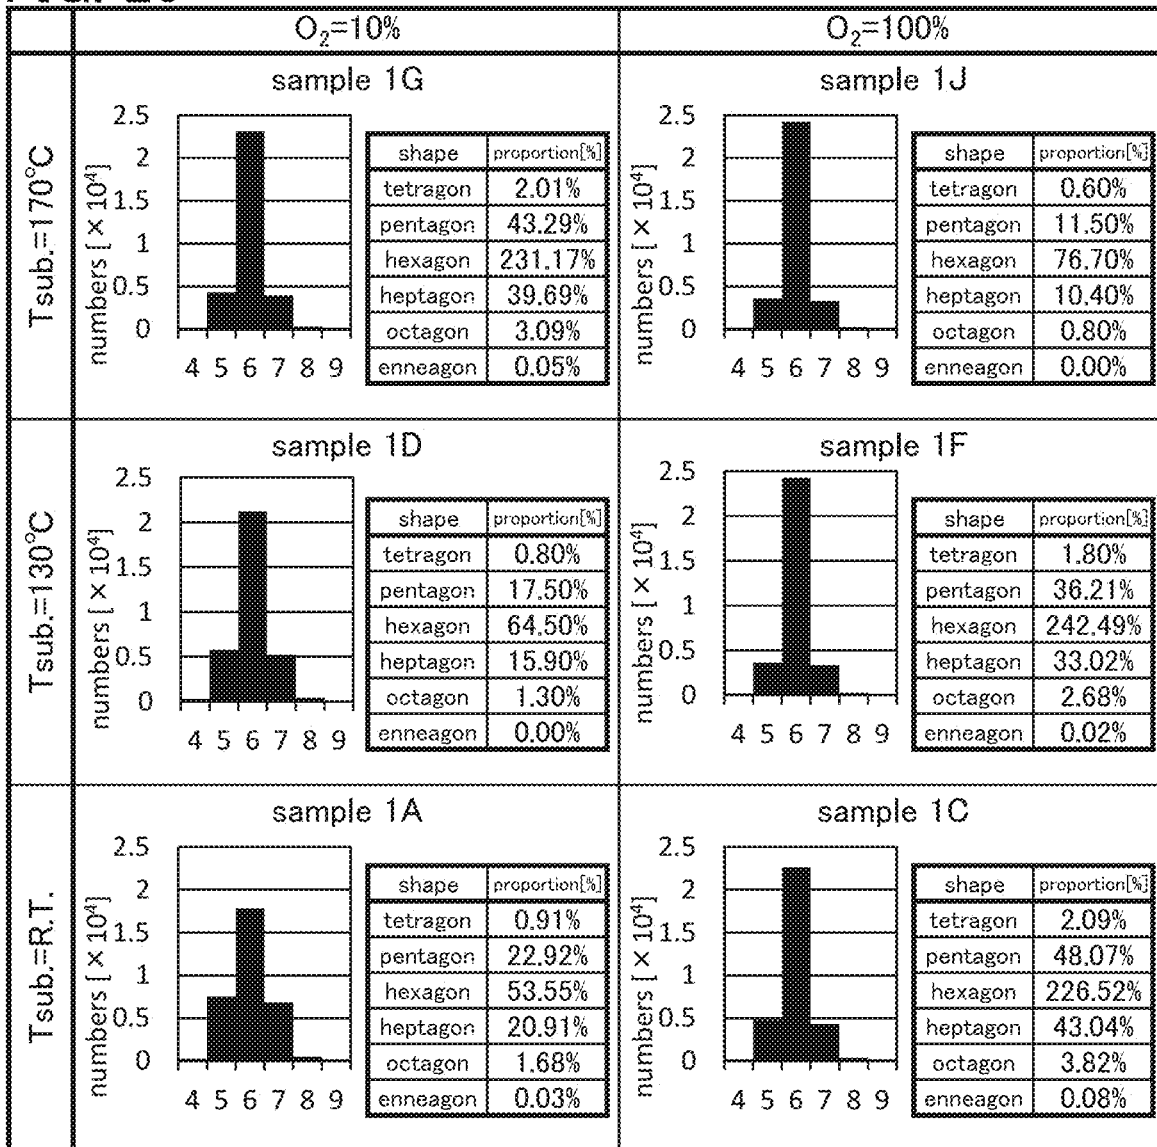 O₂=10% O₂=100%
Tsub.=170°C
sample 1G
numbers [×10⁴]
2.5
2
1.5
1
0.5
0
4 5 6 7 8 9
shape proportion[%]
tetragon 2.01%
pentagon 43.29%
hexagon 231.17%
heptagon 39.69%
octagon 3.09%
enneagon 0.05%
sample 1J
numbers [×10⁴]
2.5
2
1.5
1
0.5
0
4 5 6 7 8 9
shape proportion[%]
tetragon 0.60%
pentagon 11.50%
hexagon 76.70%
heptagon 10.40%
octagon 0.80%
enneagon 0.00%
Tsub.=130°C
sample 1D
numbers [×10⁴]
2.5
2
1.5
1
0.5
0
4 5 6 7 8 9
shape proportion[%]
tetragon 0.80%
pentagon 17.50%
hexagon 64.50%
heptagon 15.90%
octagon 1.30%
enneagon 0.00%
sample 1F
numbers [×10⁴]
2.5
2
1.5
1
0.5
0
4 5 6 7 8 9
shape proportion[%]
tetragon 1.80%
pentagon 36.21%
hexagon 242.49%
heptagon 33.02%
octagon 2.68%
enneagon 0.02%
Tsub.=R.T.
sample 1A
numbers [×10⁴]
2.5
2
1.5
1
0.5
0
4 5 6 7 8 9
shape proportion[%]
tetragon 0.91%
pentagon 22.92%
hexagon 53.55%
heptagon 20.91%
octagon 1.68%
enneagon 0.03%
sample 1C
numbers [×10⁴]
2.5
2
1.5
1
0.5
0
4 5 6 7 8 9
shape proportion[%]
tetragon 2.09%
pentagon 48.07%
hexagon 226.52%
heptagon 43.04%
octagon 3.82%
enneagon 0.08%